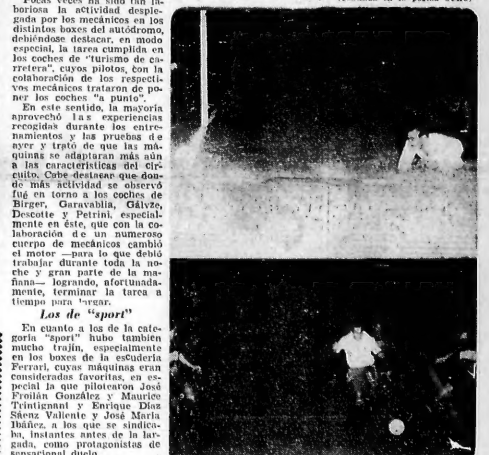 Pocas veces ha sido tan la-
boriosa la actividad desple-
gada por los mecánicos en los
distintos boxes del autódromo,
debiéndose destacar, en modo
especial, la tarea cumplida en
los coches de "turismo de ca-
rretera", cuyos pilotos, con la
colaboración de los respecti-
vos mecánicos trataron de po-
ner los coches "a punto".
En este sentido, la mayoría
aprovechó las experiencias
recogidas durante los entre-
namientos y las pruebas de
ayer y trató de que las má-
quinas se adaptaran más aún
a las características del cir-
cuito. Cabe destacar que don-
de más actividad se observó
fué en torno a los coches de
Birger, Garavablia, Gálvze,
Descotte y Petrini, especial-
mente en éste, que con la co-
laboración de un numeroso
cuerpo de mecánicos cambió
el motor —para lo que debió
trabajar durante toda la no-
che y gran parte de la ma-
ñana— logrando, afortunada-
mente, terminar la tarea a
tiempo para largar.
Los de "sport"
En cuanto a los de la cate-
goría "sport" hubo también
mucho trajín, especialmente
en los boxes de la escudería
Ferrari, cuyas máquinas eran
consideradas favoritas, en es-
pecial la que pilotearon José
Froilán González y Maurice
Trintignant y Enrique Díaz
Sáenz Valiente y José María
Ibáñez, a los que se sindica-
ba, instantes antes de la lar-
gada, como protagonistas de
sensacional duelo